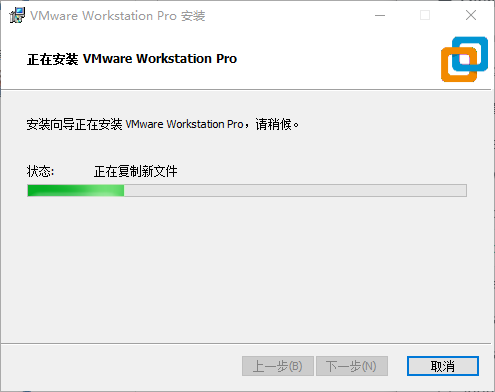 VMware Workstation Pro 安装
正在安装 VMware Workstation Pro
安装向导正在安装 VMware Workstation Pro，请稍候。
状态: 正在复制新文件
上一步(B) 下一步(N) 取消